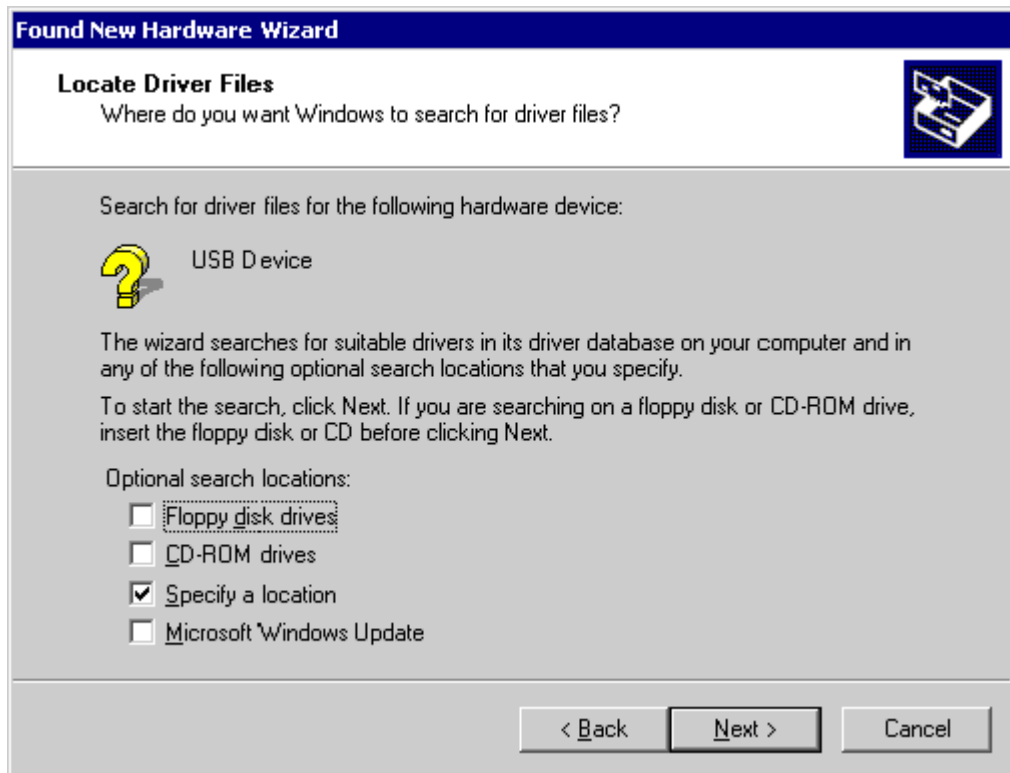 Found New Hardware Wizard
Locate Driver Files
Where do you want Windows to search for driver files?
Search for driver files for the following hardware device:
USB Device
The wizard searches for suitable drivers in its driver database on your computer and in
any of the following optional search locations that you specify.
To start the search, click Next. If you are searching on a floppy disk or CD-ROM drive,
insert the floppy disk or CD before clicking Next.
Optional search locations:
Floppy disk drives
CD-ROM drives
Specify a location
Microsoft Windows Update
< Back
Next >
Cancel